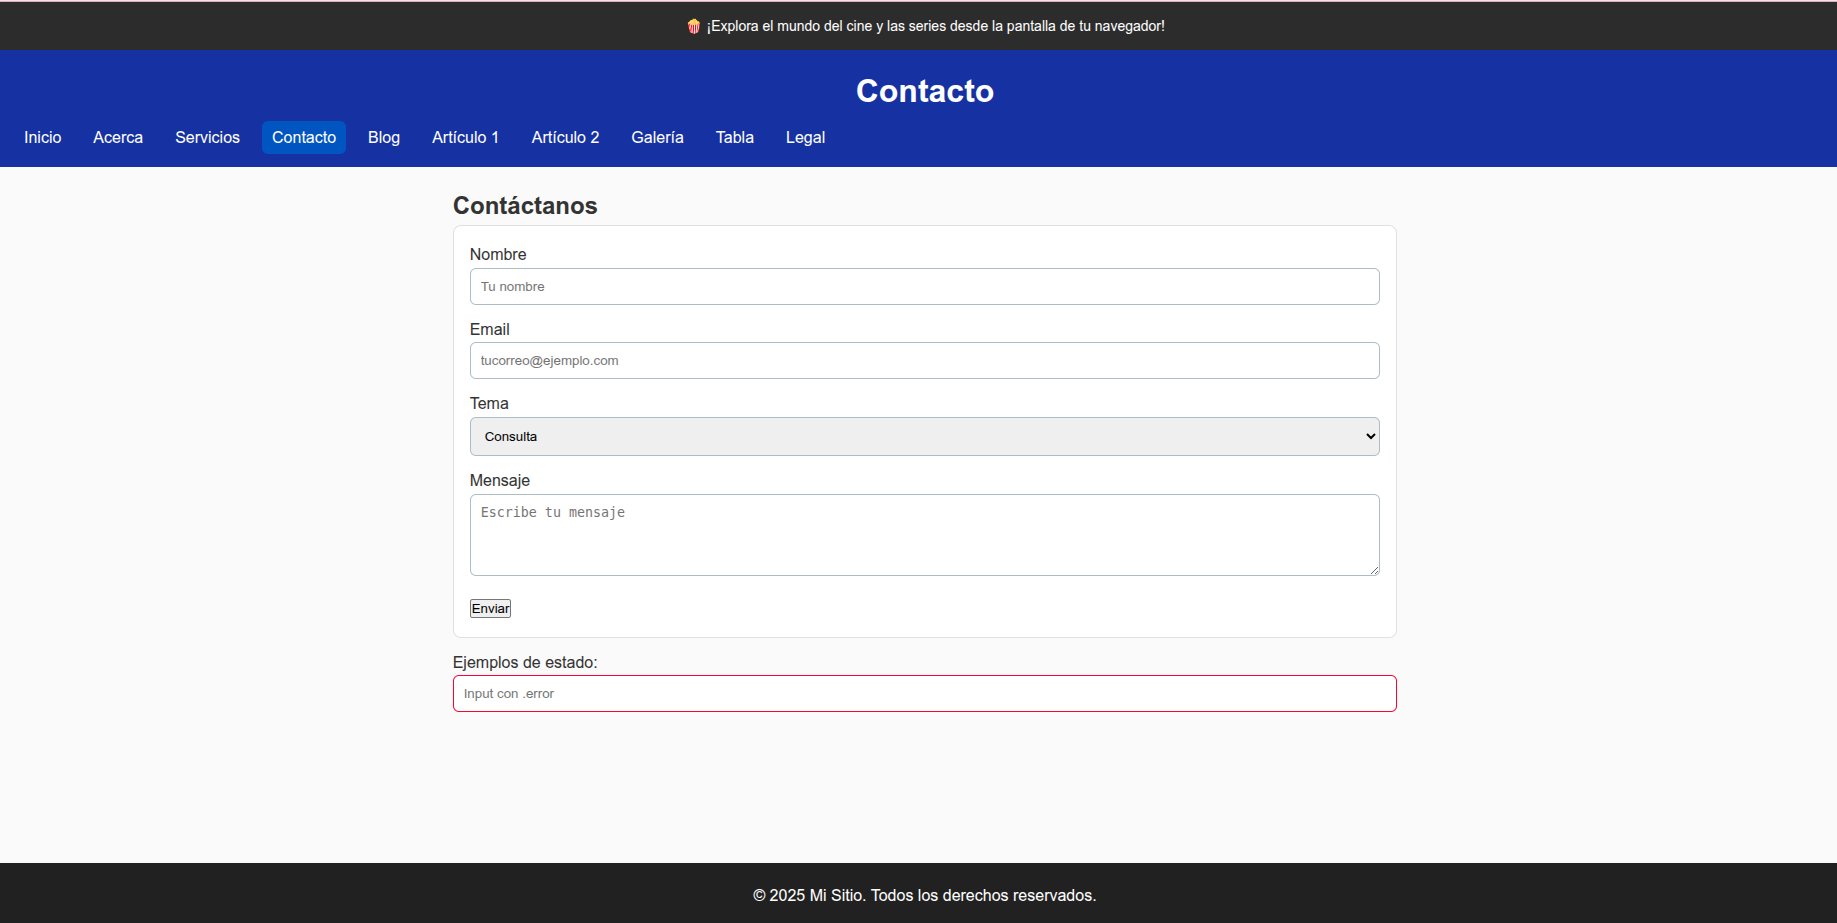 🍿 ¡Explora el mundo del cine y las series desde la pantalla de tu navegador!
Contacto
Inicio Acerca Servicios Contacto Blog Artículo 1 Artículo 2 Galería Tabla Legal
Contáctanos
Nombre
Tu nombre
Email
tucorreo@ejemplo.com
Tema
Consulta
Mensaje
Escribe tu mensaje
Enviar
Ejemplos de estado:
Input con .error
© 2025 Mi Sitio. Todos los derechos reservados.